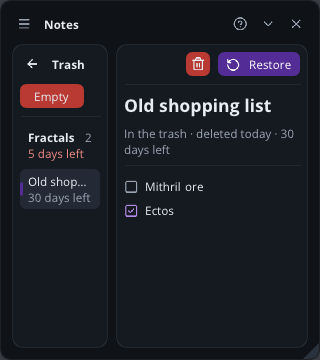 Notes
Trash
Empty
Fractals 2
5 days left
Old shop...
30 days left
Restore
Old shopping list
In the trash · deleted today · 30
days left
Mithril ore
Ectos